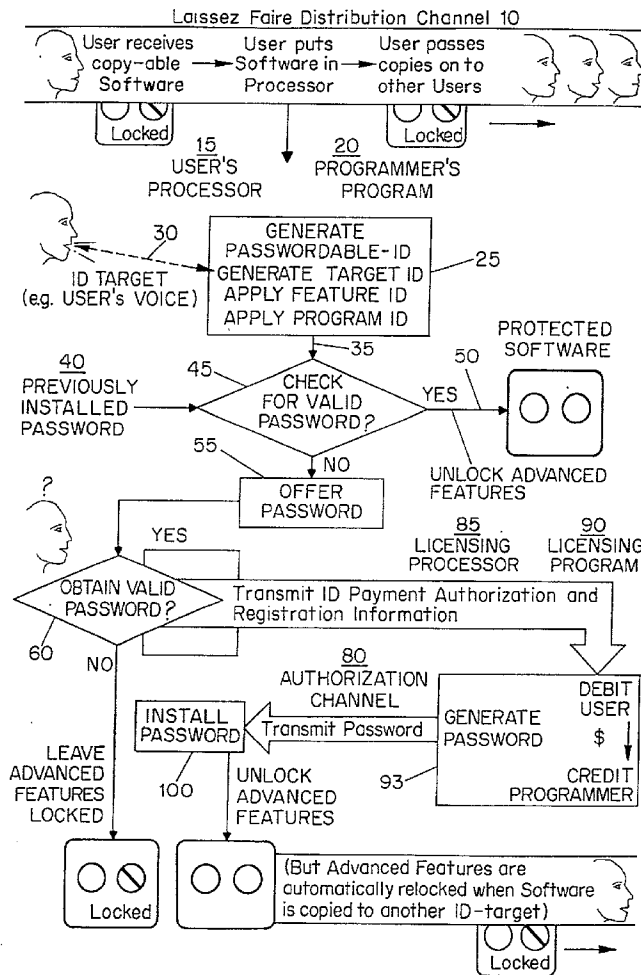 Laissez Faire Distribution Channel 10
User receives
copy-able
Software
User puts
Software in
Processor
User passes
copies on to
other Users
Locked
Locked
15
USER'S
PROCESSOR
20
PROGRAMMER'S
PROGRAM
30
ID TARGET
(e.g. USER's
VOICE)
GENERATE
PASSWORDABLE-ID
GENERATE TARGET ID
APPLY FEATURE ID
APPLY PROGRAM ID
25
35
40
PREVIOUSLY
INSTALLED
PASSWORD
45
CHECK
FOR VALID
PASSWORD?
YES
50
PROTECTED
SOFTWARE
UNLOCK ADVANCED
FEATURES
NO
55
OFFER
PASSWORD
?
YES
85
LICENSING
PROCESSOR
90
LICENSING
PROGRAM
OBTAIN VALID
PASSWORD?
60
Transmit ID Payment Authorization and
Registration Information
NO
80
AUTHORIZATION
CHANNEL
INSTALL
PASSWORD
100
Transmit Password
GENERATE
PASSWORD
DEBIT
USER
$
CREDIT
PROGRAMMER
93
LEAVE
ADVANCED
FEATURES
LOCKED
UNLOCK
ADVANCED
FEATURES
Locked
(But Advanced Features are
automatically relocked when Software
is copied to another ID-target)
Locked